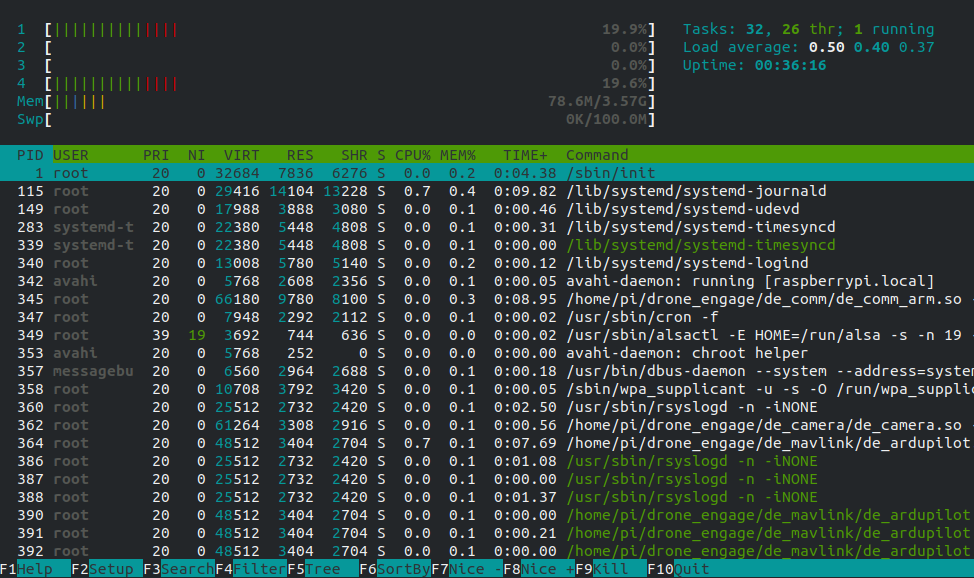 1 [|||||||||||||| 19.9%] Tasks: 32, 26 thr; 1 running
2 [ 0.0%] Load average: 0.50 0.40 0.37
3 [ 0.0%] Uptime: 00:36:16
4 [|||||||||||||| 19.6%]
Mem[|||||| 78.6M/3.57G]
Swp[ 0K/100.0M]
PID USER PRI NI VIRT RES SHR S CPU% MEM% TIME+ Command
1 root 20 0 32684 7836 6276 S 0.0 0.2 0:04.38 /sbin/init
115 root 20 0 29416 14104 13228 S 0.7 0.4 0:09.82 /lib/systemd/systemd-journald
149 root 20 0 17988 3888 3080 S 0.0 0.1 0:00.46 /lib/systemd/systemd-udevd
283 systemd-t 20 0 22380 5448 4808 S 0.0 0.1 0:00.31 /lib/systemd/systemd-timesyncd
339 systemd-t 20 0 22380 5448 4808 S 0.0 0.1 0:00.00 /lib/systemd/systemd-timesyncd
340 root 20 0 13008 5780 5140 S 0.0 0.2 0:00.12 /lib/systemd/systemd-logind
342 avahi 20 0 5768 2608 2356 S 0.0 0.1 0:00.05 avahi-daemon: running [raspberrypi.local]
345 root 20 0 66180 9780 8100 S 0.0 0.3 0:08.95 /home/pi/drone_engage/de_comm/de_comm_arm.so -
347 root 20 0 7948 2292 2112 S 0.0 0.1 0:00.02 /usr/sbin/cron -f
349 root 39 19 3692 744 636 S 0.0 0.0 0:00.02 /usr/sbin/alsactl -E HOME=/run/alsa -s -n 19 -
353 avahi 20 0 5768 252 0 S 0.0 0.0 0:00.00 avahi-daemon: chroot helper
357 messagebu 20 0 6560 2964 2688 S 0.0 0.1 0:00.18 /usr/bin/dbus-daemon --system --address=system
358 root 20 0 10708 3792 3420 S 0.0 0.1 0:00.05 /sbin/wpa_supplicant -u -s -O /run/wpa_supplic
360 root 20 0 25512 2732 2420 S 0.0 0.1 0:02.50 /usr/sbin/rsyslogd -n -iNONE
362 root 20 0 61264 3308 2916 S 0.0 0.1 0:00.56 /home/pi/drone_engage/de_camera/de_camera.so -
364 root 20 0 48512 3404 2704 S 0.7 0.1 0:07.69 /home/pi/drone_engage/de_mavlink/de_ardupilot
386 root 20 0 25512 2732 2420 S 0.0 0.1 0:01.08 /usr/sbin/rsyslogd -n -iNONE
387 root 20 0 25512 2732 2420 S 0.0 0.1 0:00.00 /usr/sbin/rsyslogd -n -iNONE
388 root 20 0 25512 2732 2420 S 0.0 0.1 0:01.37 /usr/sbin/rsyslogd -n -iNONE
390 root 20 0 48512 3404 2704 S 0.0 0.1 0:00.00 /home/pi/drone_engage/de_mavlink/de_ardupilot
391 root 20 0 48512 3404 2704 S 0.0 0.1 0:00.21 /home/pi/drone_engage/de_mavlink/de_ardupilot
392 root 20 0 48512 3404 2704 S 0.0 0.1 0:00.00 /home/pi/drone_engage/de_mavlink/de_ardupilot
F1Help F2Setup F3SearchF4FilterF5Tree F6SortByF7Nice -F8Nice +F9Kill F10Quit